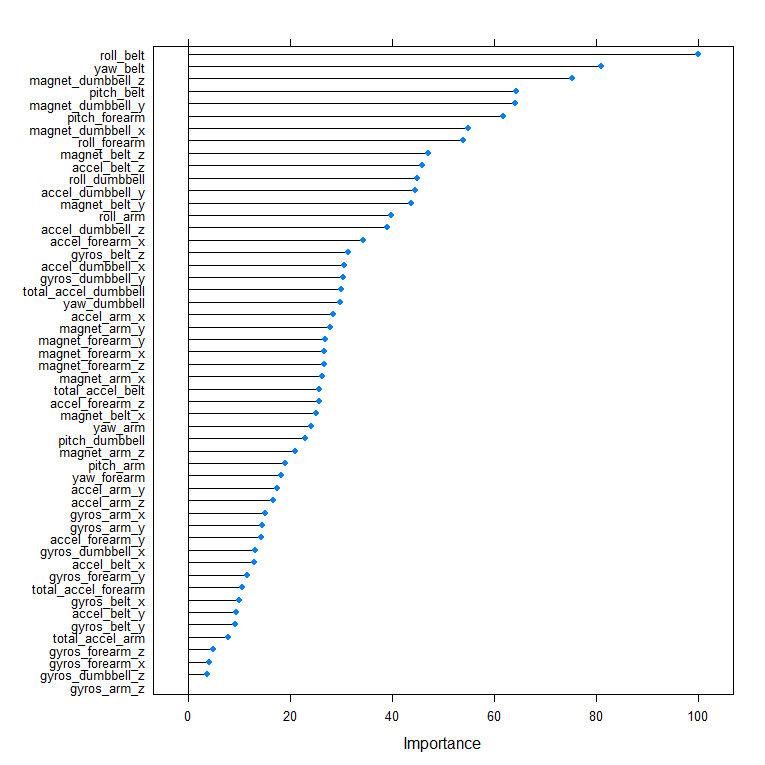 roll_belt
yaw_belt
magnet_dumbbell_z
pitch_belt
magnet_dumbbell_y
pitch_forearm
magnet_dumbbell_x
roll_forearm
magnet_belt_z
accel_belt_z
roll_dumbbell
accel_dumbbell_y
magnet_belt_y
roll_arm
accel_dumbbell_z
accel_forearm_x
gyros_belt_z
accel_dumbbell_x
gyros_dumbbell_y
total_accel_dumbbell
yaw_dumbbell
accel_arm_x
magnet_arm_y
magnet_forearm_y
magnet_forearm_x
magnet_forearm_z
magnet_arm_x
total_accel_belt
accel_forearm_z
magnet_belt_x
yaw_arm
pitch_dumbbell
magnet_arm_z
pitch_arm
yaw_forearm
accel_arm_y
accel_arm_z
gyros_arm_x
gyros_arm_y
accel_forearm_y
gyros_dumbbell_x
accel_belt_x
gyros_forearm_y
total_accel_forearm
gyros_belt_x
accel_belt_y
gyros_belt_y
total_accel_arm
gyros_forearm_z
gyros_forearm_x
gyros_dumbbell_z
gyros_arm_z
0 20 40 60 80 100
Importance